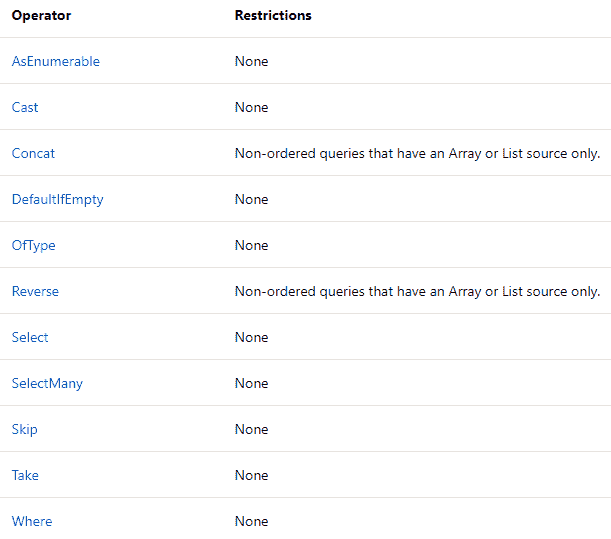 Operator Restrictions
AsEnumerable None
Cast None
Concat Non-ordered queries that have an Array or List source only.
DefaultIfEmpty None
OfType None
Reverse Non-ordered queries that have an Array or List source only.
Select None
SelectMany None
Skip None
Take None
Where None